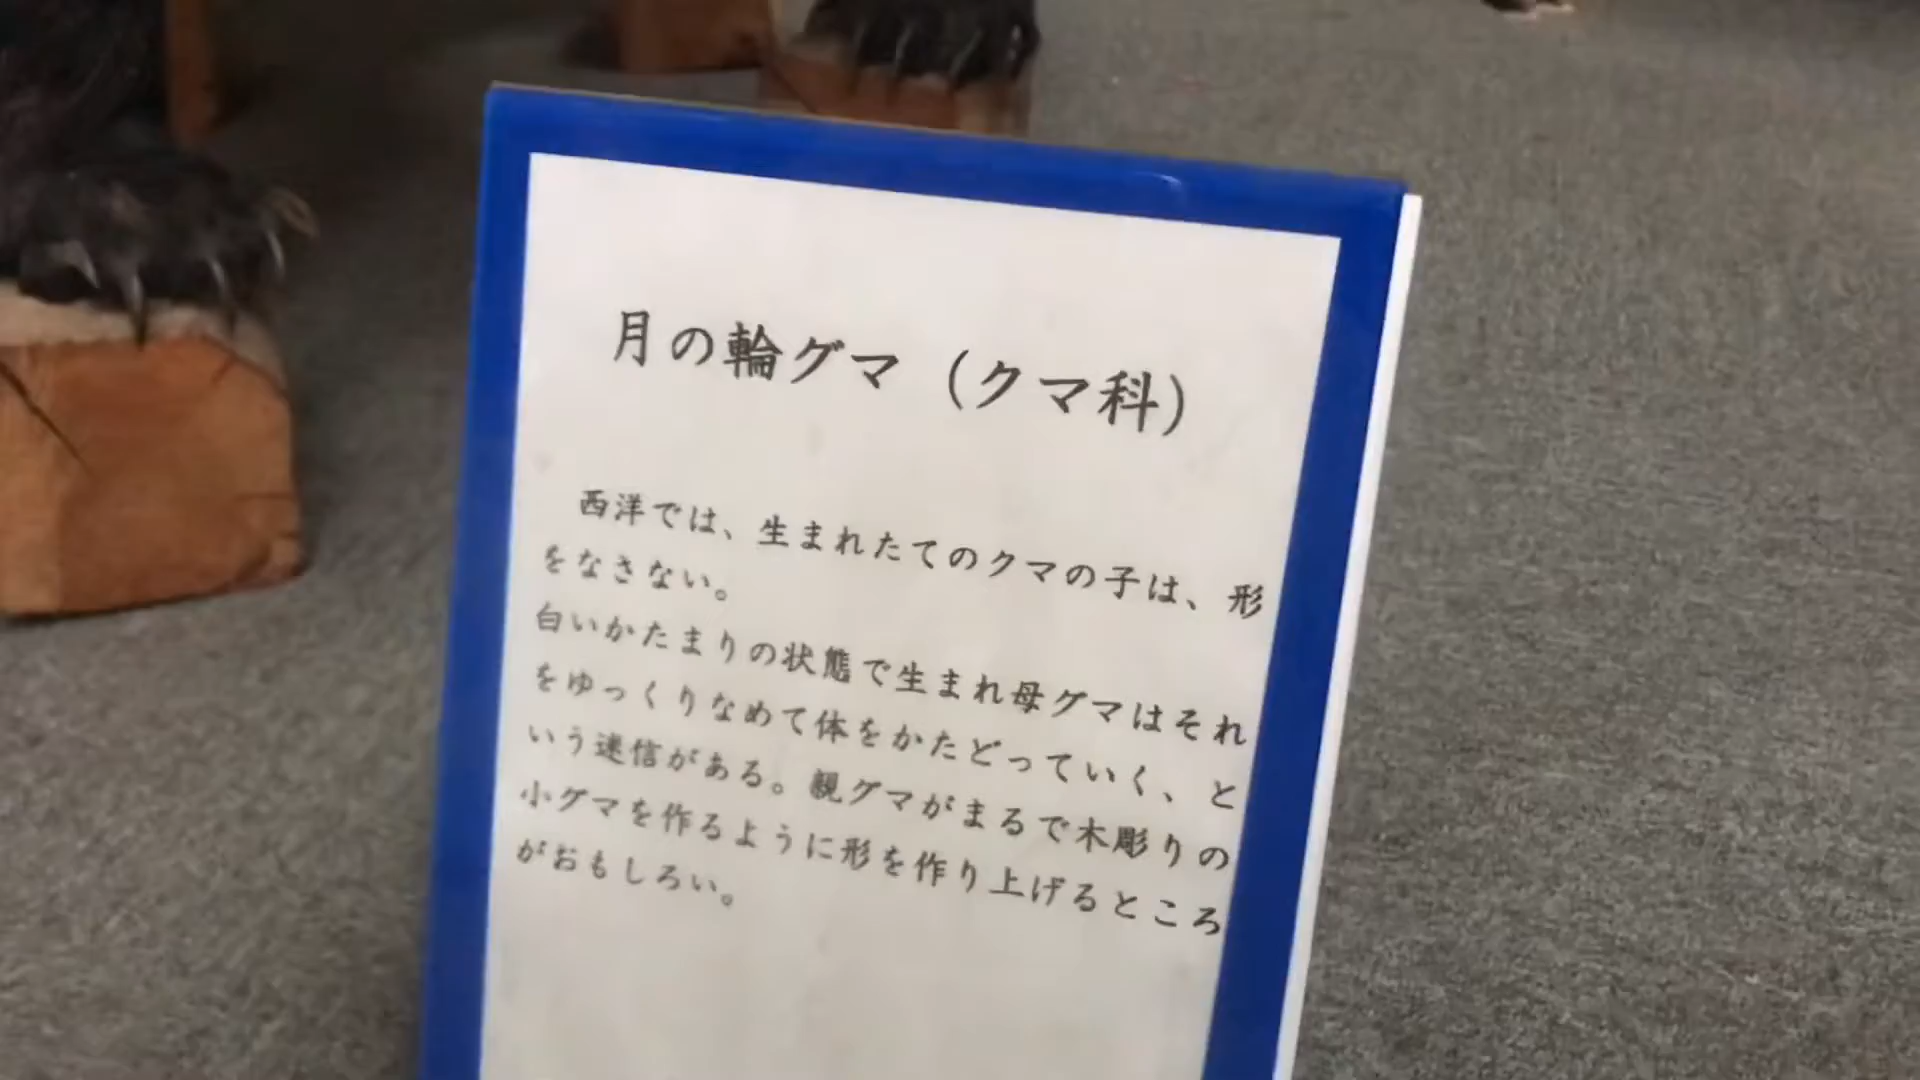 月の輪グマ（クマ科）
西洋では、生まれたてのクマの子は、形
をなさない。
白いかたまりの状態で生まれ母グマはそれ
をゆっくりなめて体をかたどっていく、と
いう迷信がある。親グマがまるで木彫りの
小グマを作るように形を作り上げるところ
がおもしろい。